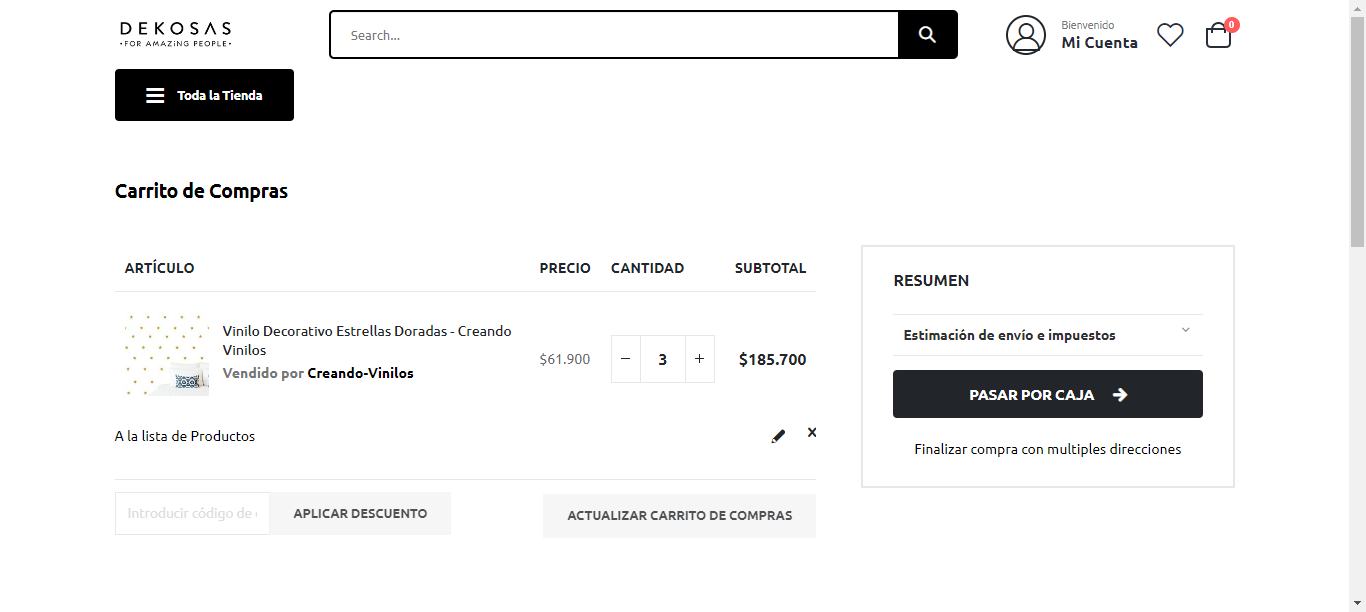 DEKOSAS
•FOR AMAZING PEOPLE•
Search...
Bienvenido
Mi Cuenta
0
Toda la Tienda
Carrito de Compras
ARTÍCULO PRECIO CANTIDAD SUBTOTAL
Vinilo Decorativo Estrellas Doradas - Creando
Vinilos
Vendido por Creando-Vinilos
$61.900 − 3 + $185.700
A la lista de Productos
Introducir código de
APLICAR DESCUENTO
ACTUALIZAR CARRITO DE COMPRAS
RESUMEN
Estimación de envío e impuestos
PASAR POR CAJA
Finalizar compra con multiples direcciones